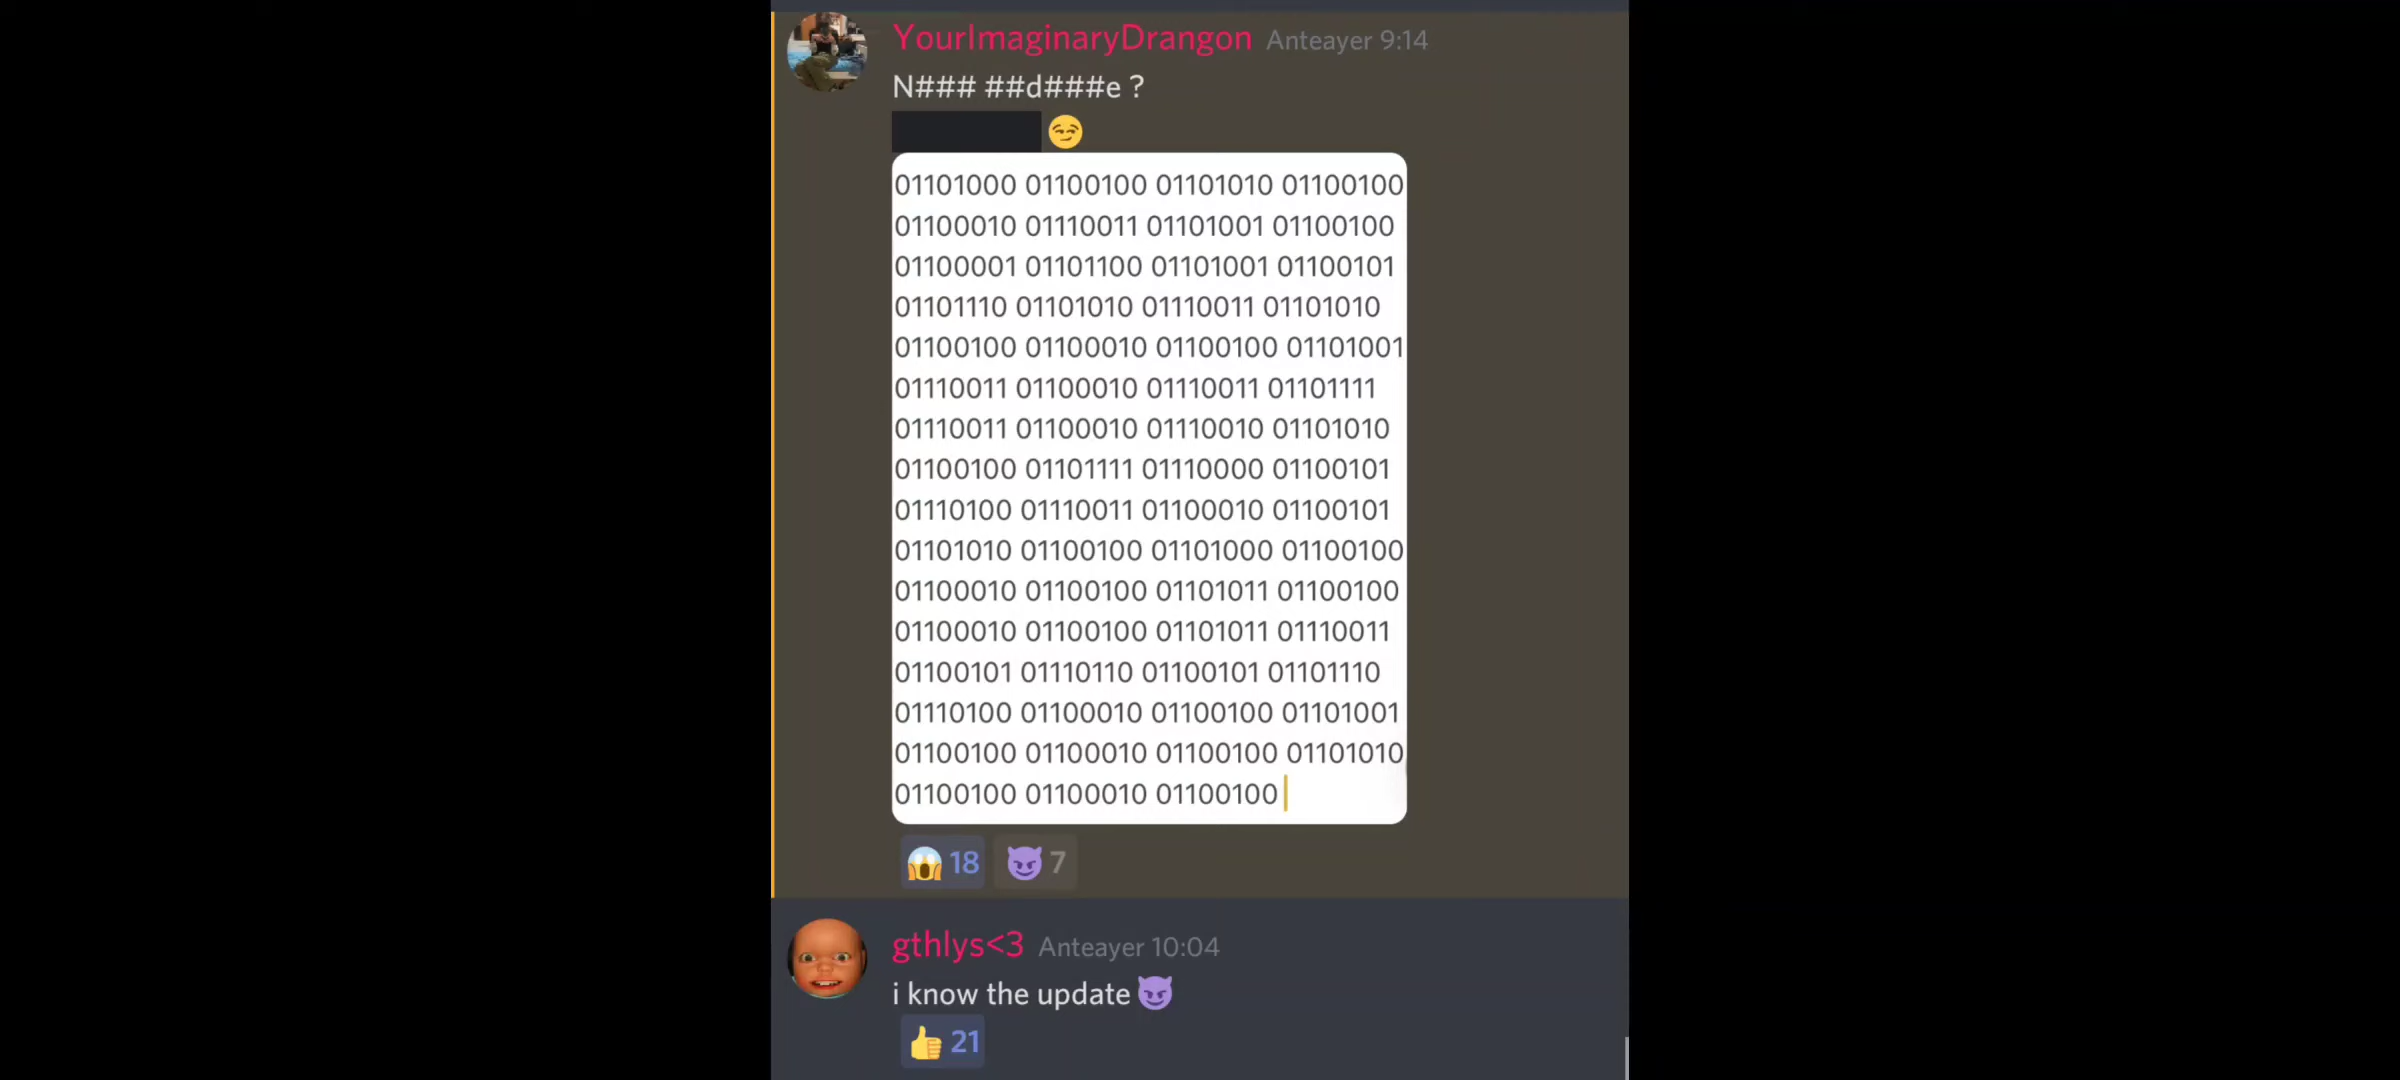 YourImaginaryDrangon Anteayer 9:14
N### ##d###e ?
01101000 01100100 01101010 01100100
01100010 01110011 01101001 01100100
01100001 01101100 01101001 01100101
01101110 01101010 01110011 01101010
01100100 01100010 01100100 01101001
01110011 01100010 01110011 01101111
01110011 01100010 01110010 01101010
01100100 01101111 01110000 01100101
01110100 01110011 01100010 01100101
01101010 01100100 01101000 01100100
01100010 01100100 01101011 01100100
01100010 01100100 01101011 01110011
01100101 01110110 01100101 01101110
01110100 01100010 01100100 01101001
01100100 01100010 01100100 01101010
01100100 01100010 01100100
18 7
gthlys<3 Anteayer 10:04
i know the update
21